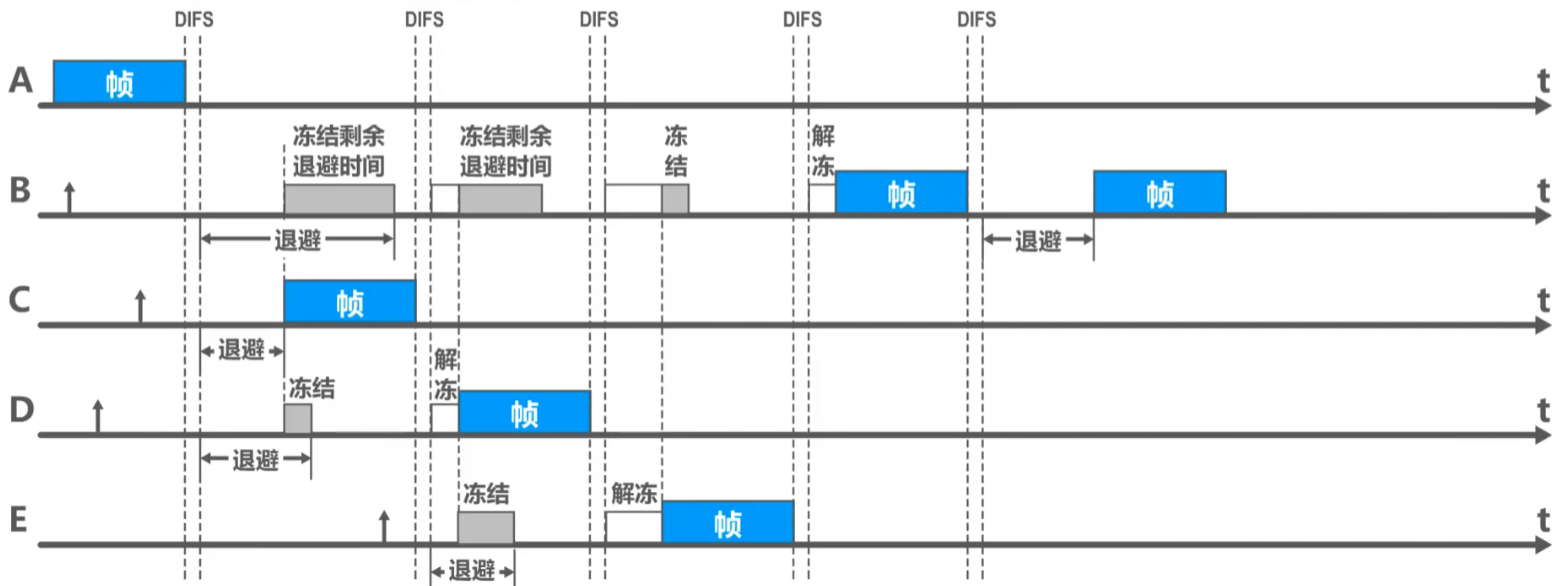 DIFS DIFS DIFS DIFS DIFS
A 帧 t
冻结剩余 冻结剩余 冻 解
退避时间 退避时间 结 冻
B 帧 帧 t
退避 退避
C 帧 t
退避 解
冻结 冻
D 帧 t
退避
冻结 解冻
E 帧 t
退避